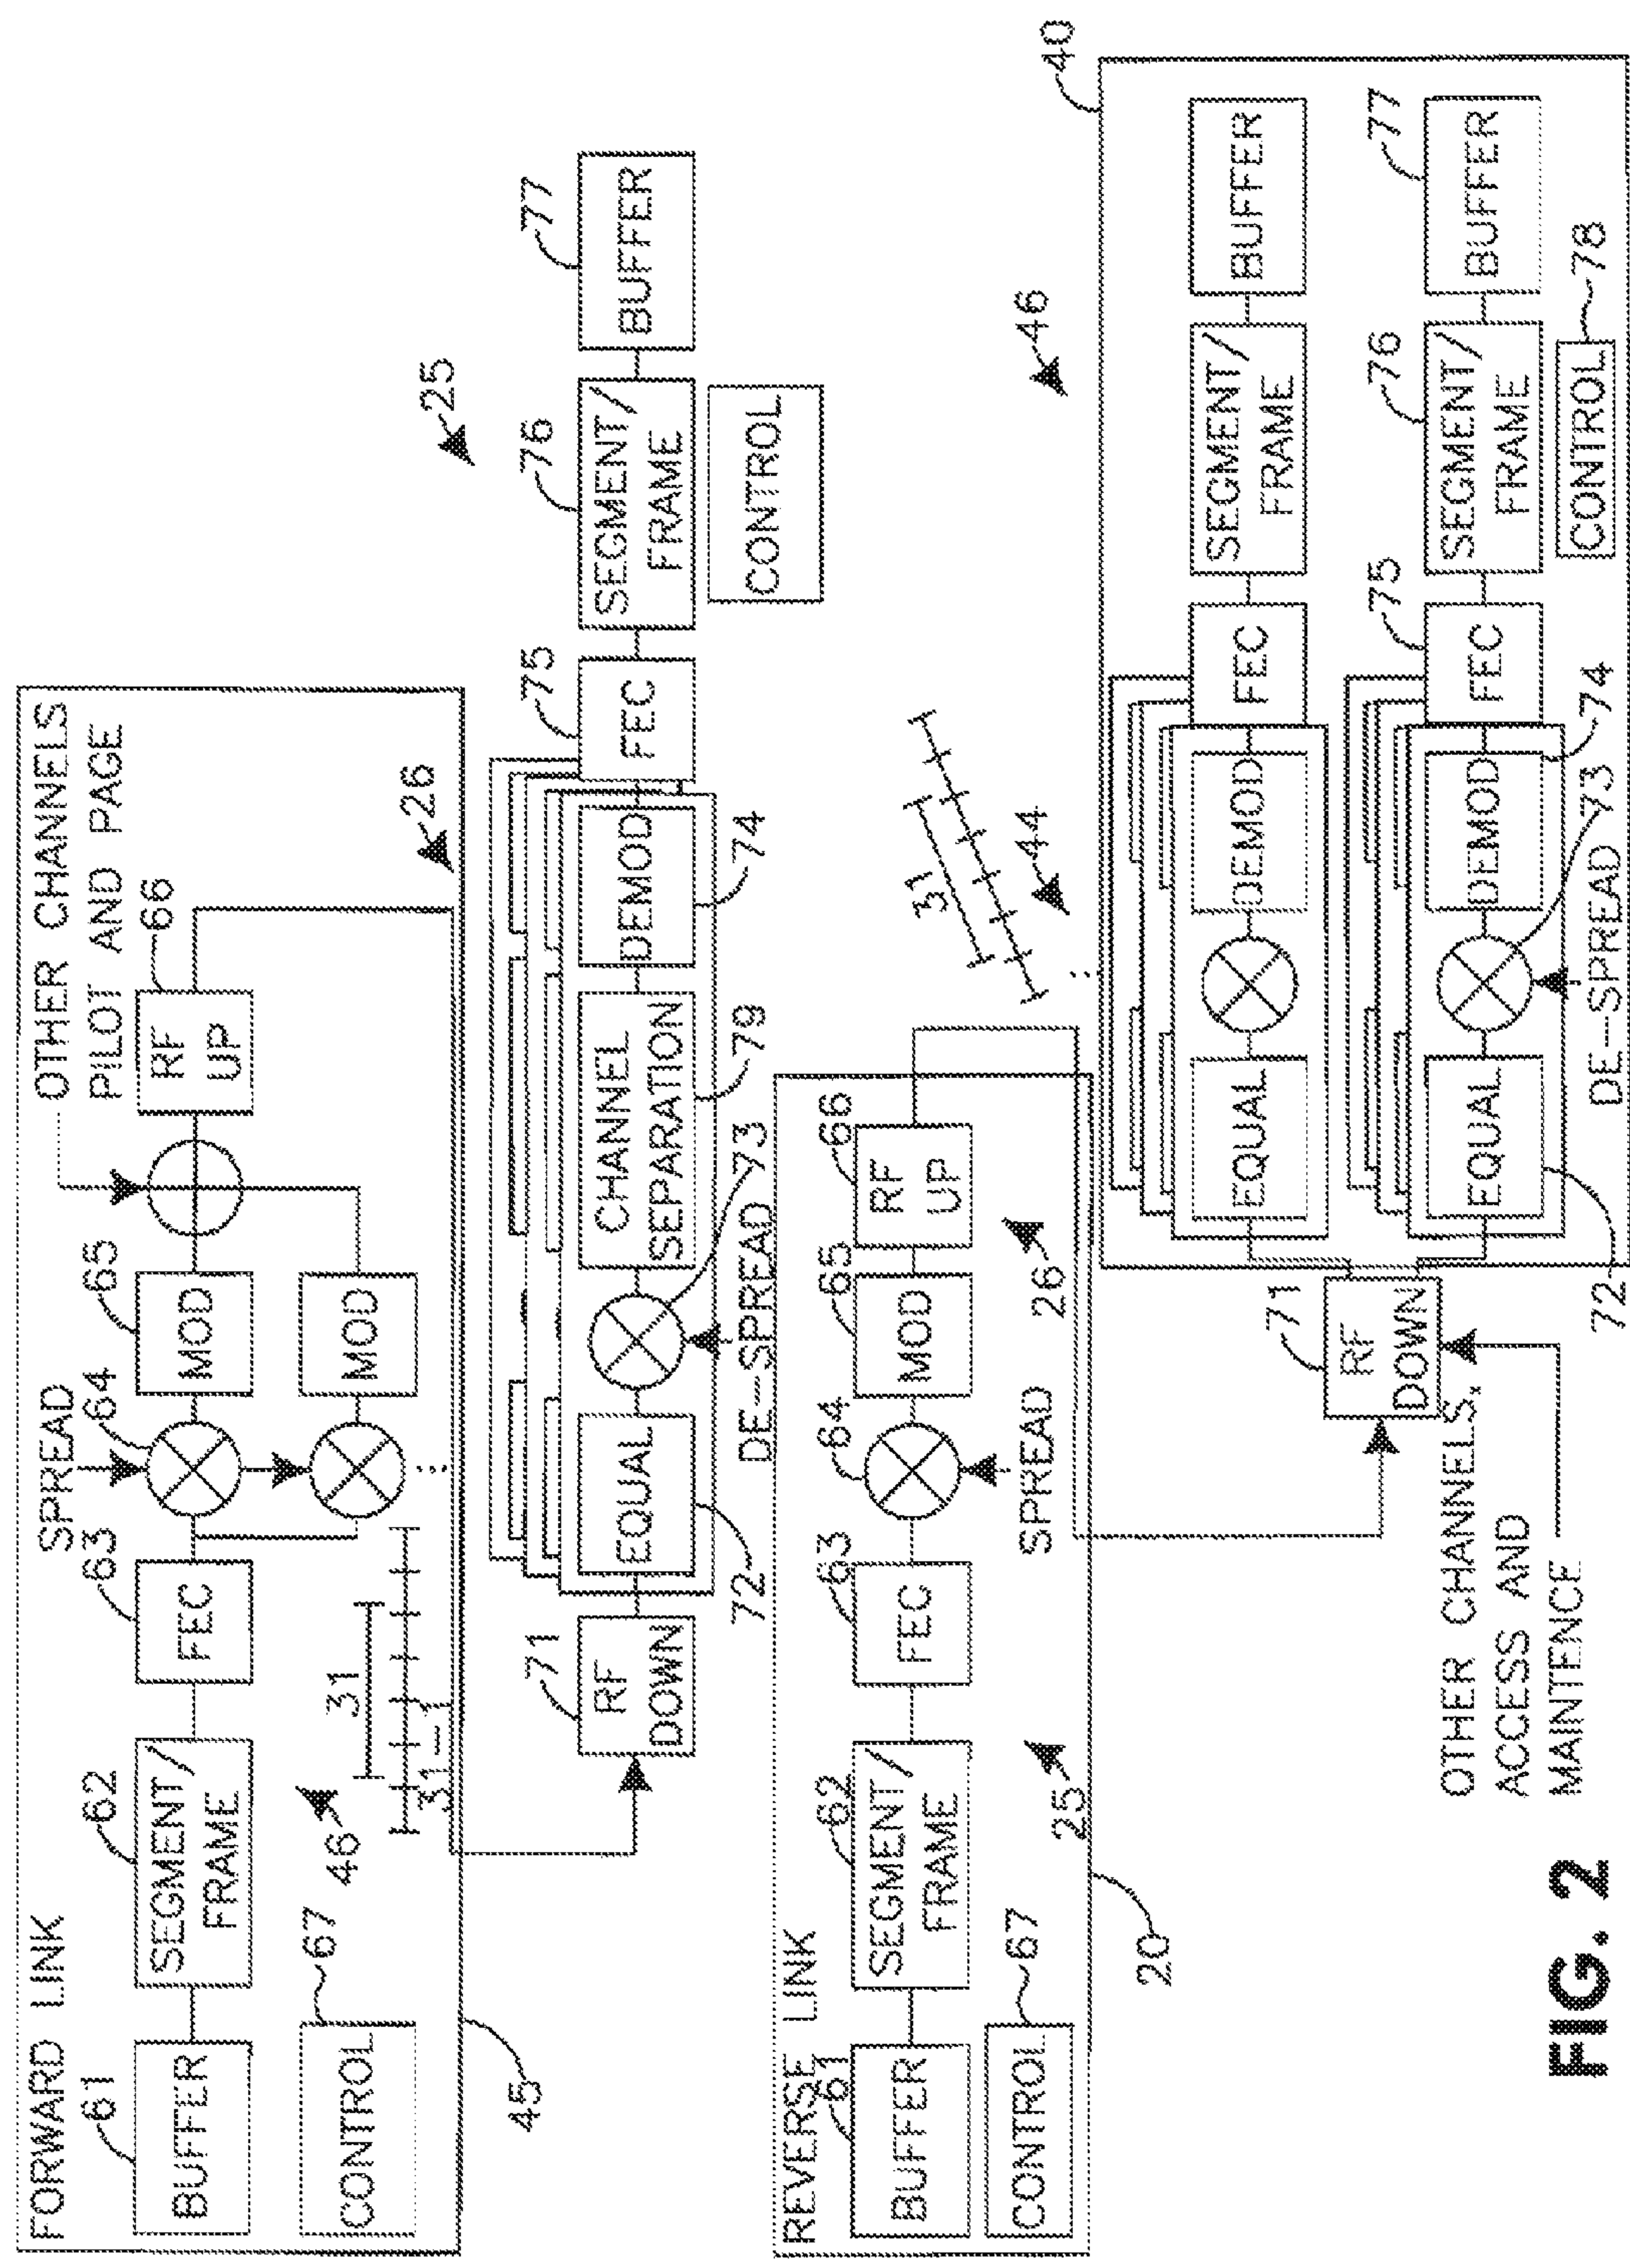 FORWARD LINK
OTHER CHANNELS
PILOT AND PAGE
SPREAD
61
62
63
64
65
66
BUFFER
SEGMENT/
FRAME
FEC
MOD
RF
UP
MOD
67
CONTROL
46
31
31–1
26
45
25
71
RF
DOWN
72
EQUAL
73
DE–SPREAD
CHANNEL
SEPARATION
79
DEMOD
74
75
FEC
76
SEGMENT/
FRAME
77
BUFFER
CONTROL
REVERSE LINK
61
62
63
64
65
66
BUFFER
SEGMENT/
FRAME
FEC
MOD
RF
UP
67
CONTROL
SPREAD
25
26
20
31
44
46
40
71
RF
DOWN
OTHER CHANNELS,
ACCESS AND
MAINTENCE
EQUAL
DEMOD
FEC
SEGMENT/
FRAME
BUFFER
75
76
77
EQUAL
DEMOD
FEC
SEGMENT/
FRAME
BUFFER
72
DE–SPREAD
73
74
CONTROL
78
FIG. 2